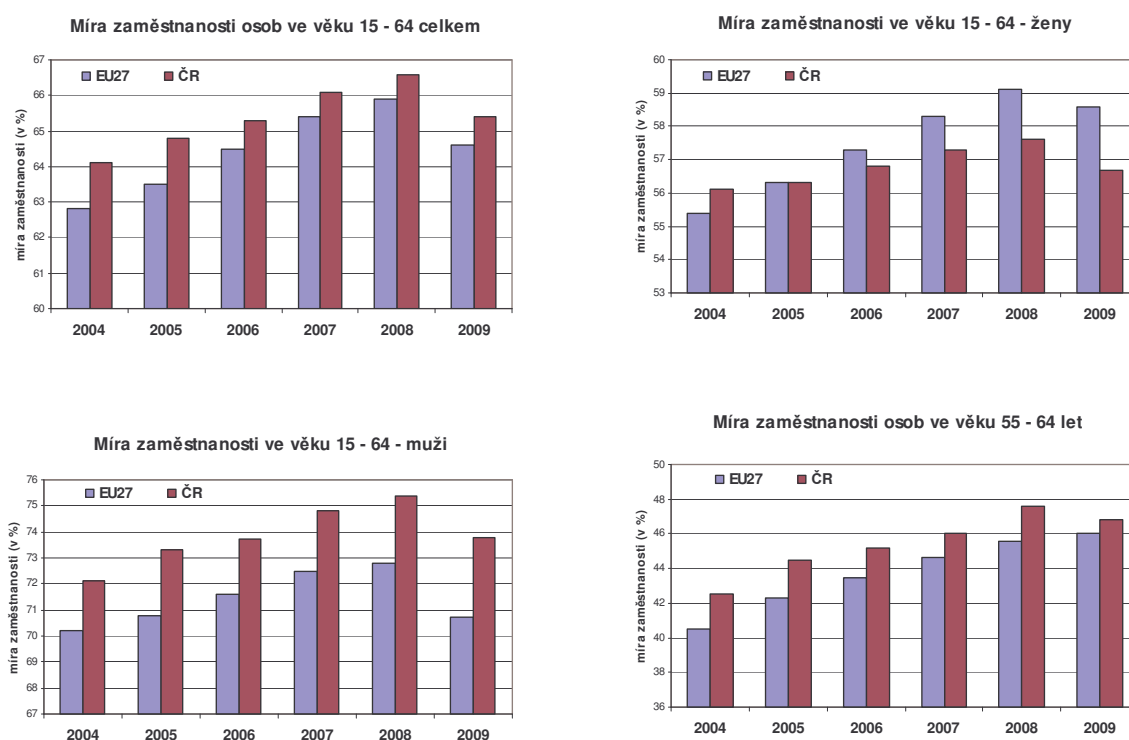 Míra zaměstnanosti osob ve věku 15 - 64 celkem
67
66
65
64
63
62
61
60
míra zaměstnanosti (v %)
EU27 ČR
2004 2005 2006 2007 2008 2009
Míra zaměstnanosti ve věku 15 - 64 - ženy
60
59
58
57
56
55
54
53
míra zaměstnanosti (v %)
EU27 ČR
2004 2005 2006 2007 2008 2009
Míra zaměstnanosti ve věku 15 - 64 - muži
76
75
74
73
72
71
70
69
68
67
míra zaměstnanosti (v %)
EU27 ČR
2004 2005 2006 2007 2008 2009
Míra zaměstnanosti osob ve věku 55 - 64 let
50
48
46
44
42
40
38
36
míra zaměstnanosti (v %)
EU27 ČR
2004 2005 2006 2007 2008 2009